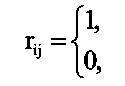 r_ij = { 1,
0,